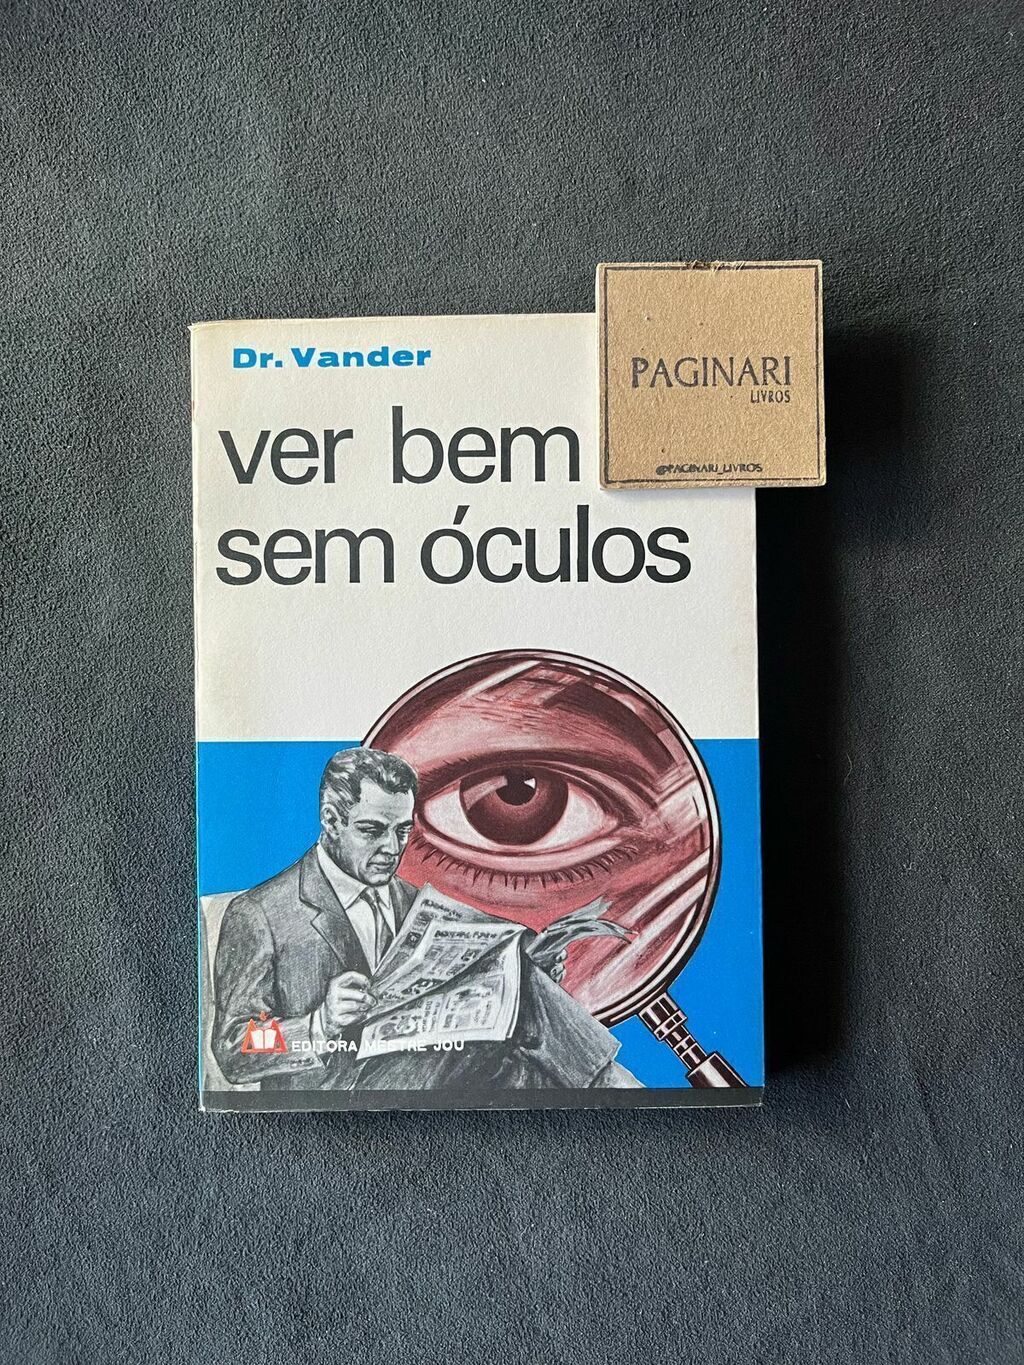 Dr. Vander
ver bem
sem óculos
PAGINARI
LIVROS
@PAGINARI_LIVROS
EDITORA MESTRE JOU